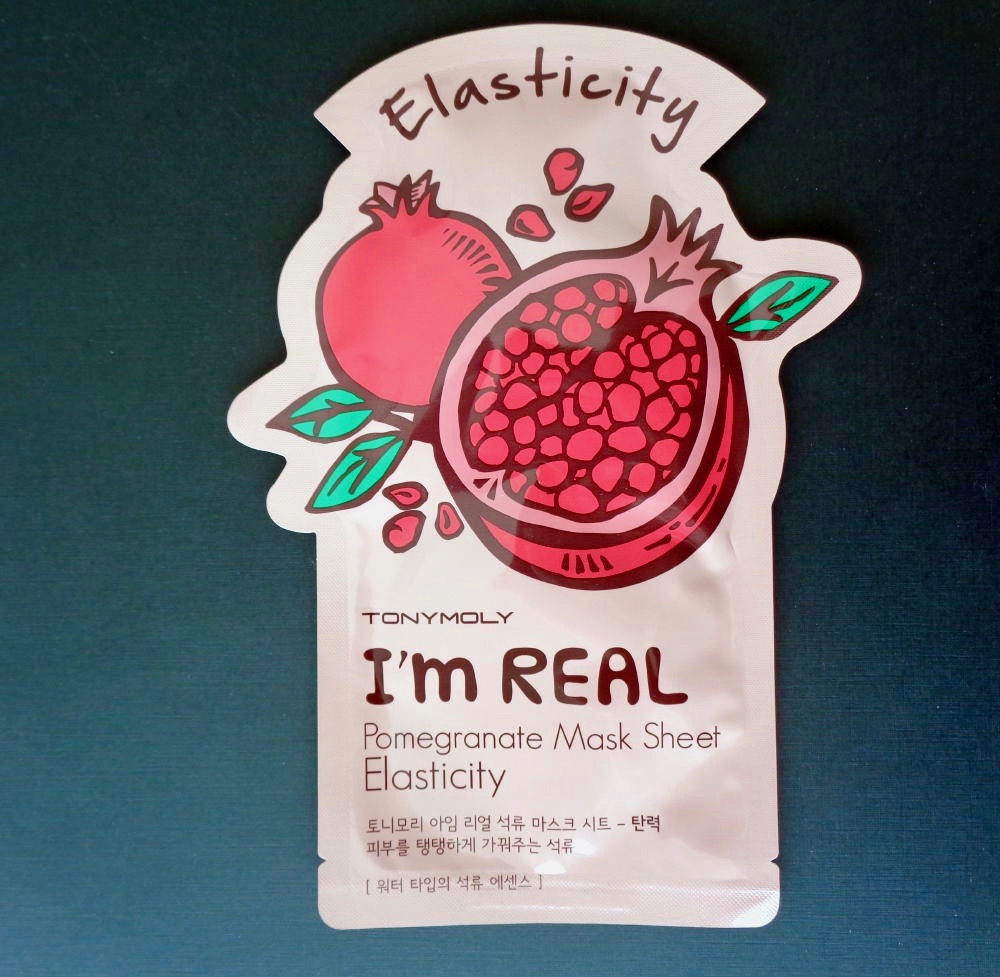 Elasticity
TONYMOLY
I'm REAL
Pomegranate Mask Sheet
Elasticity
토니모리 아임 리얼 석류 마스크 시트 – 탄력
피부를 탱탱하게 가꿔주는 석류
[ 워터 타입의 석류 에센스 ]